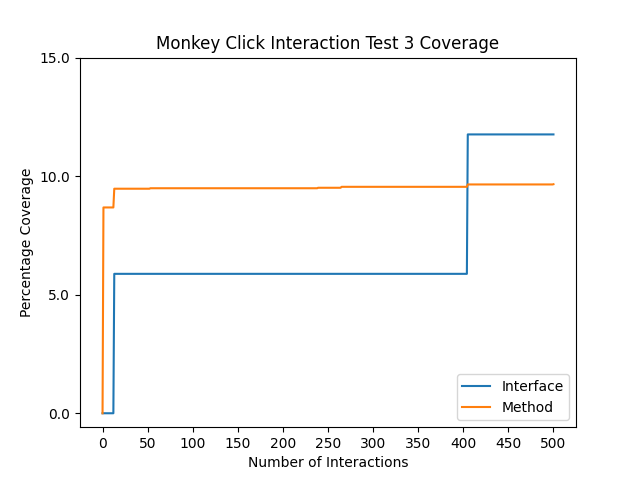 Monkey Click Interaction Test 3 Coverage
15.0
10.0
5.0
0.0
Percentage Coverage
0 50 100 150 200 250 300 350 400 450 500
Number of Interactions
Interface
Method